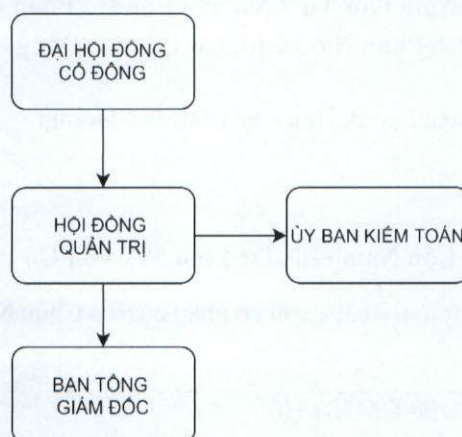 ĐẠI HỘI ĐỒNG
CỔ ĐÔNG
HỘI ĐỒNG
QUẢN TRỊ
ỦY BAN KIỂM TOÁN
BAN TỔNG
GIÁM ĐỐC